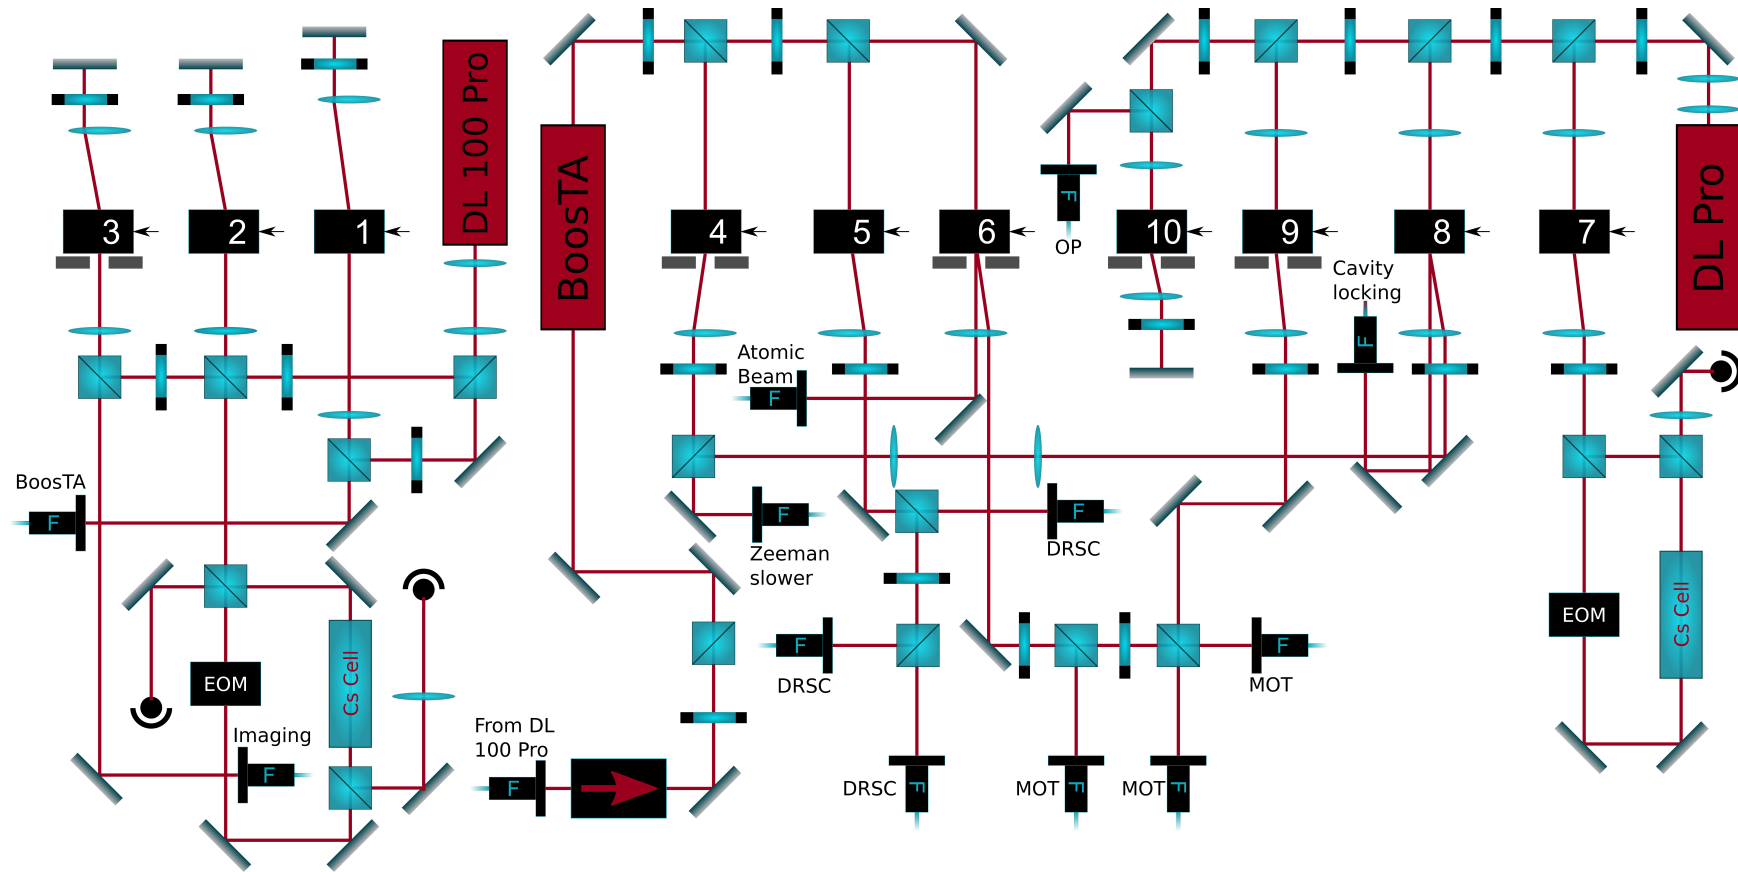 DL 100 Pro
BoosTA
DL Pro
3
2
1
4
5
6
10
9
8
7
F
OP
Cavity
locking
F
Atomic
Beam
F
BoosTA
F
F
Zeeman
slower
F
DRSC
EOM
Cs Cell
EOM
Cs Cell
F
DRSC
F
MOT
Imaging
F
From DL
100 Pro
F
DRSC
F
MOT
F
MOT
F